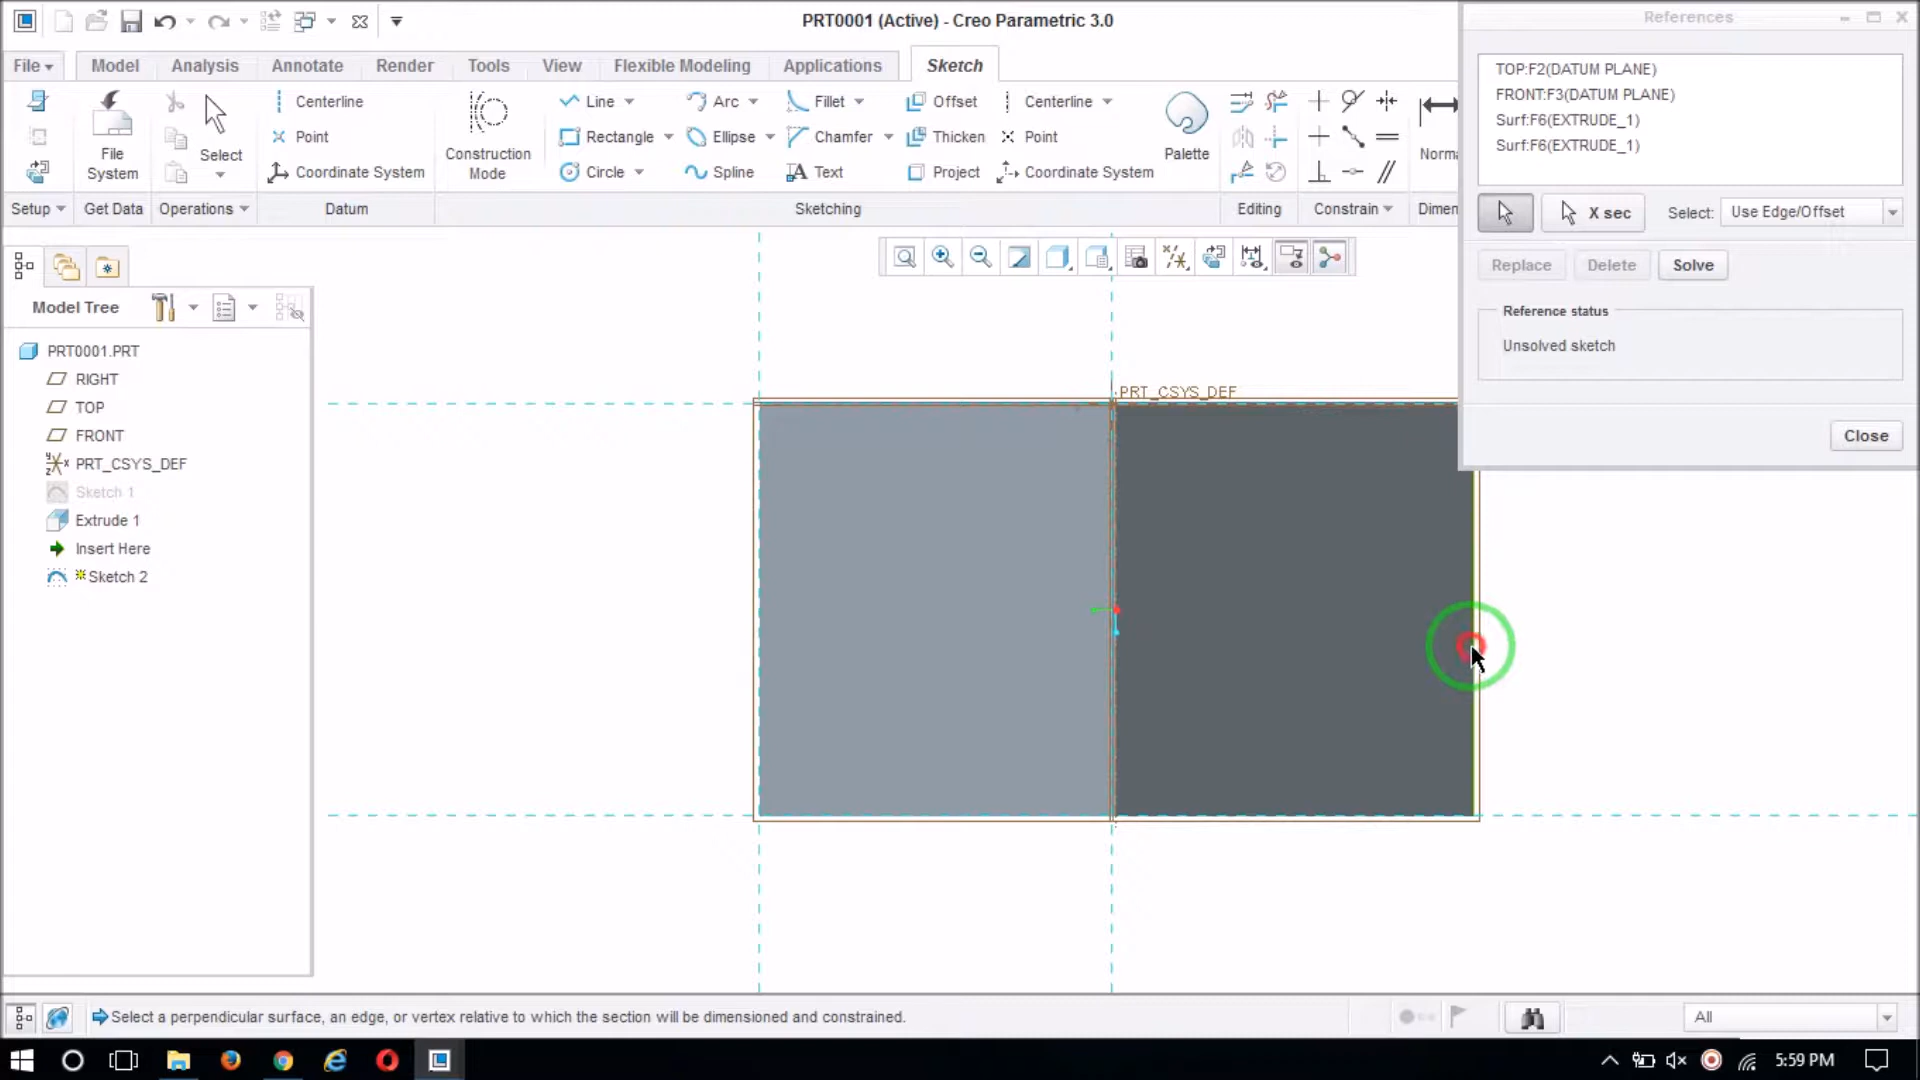 PRT0001 (Active) - Creo Parametric 3.0
References
File
Model
Analysis
Annotate
Render
Tools
View
Flexible Modeling
Applications
Sketch
TOP:F2(DATUM PLANE)
FRONT:F3(DATUM PLANE)
Surf:F6(EXTRUDE_1)
Surf:F6(EXTRUDE_1)
File System
Select
Centerline
Point
Coordinate System
Construction Mode
Line
Rectangle
Circle
Arc
Ellipse
Spline
Fillet
Chamfer
Text
Offset
Thicken
Project
Centerline
Point
Coordinate System
Palette
Norma
Setup
Get Data
Operations
Datum
Sketching
Editing
Constrain
Dimen
X sec
Select:
Use Edge/Offset
Replace
Delete
Solve
Reference status
Unsolved sketch
Close
Model Tree
PRT0001.PRT
RIGHT
TOP
FRONT
PRT_CSYS_DEF
Sketch 1
Extrude 1
Insert Here
Sketch 2
PRT_CSYS_DEF
Select a perpendicular surface, an edge, or vertex relative to which the section will be dimensioned and constrained.
All
5:59 PM